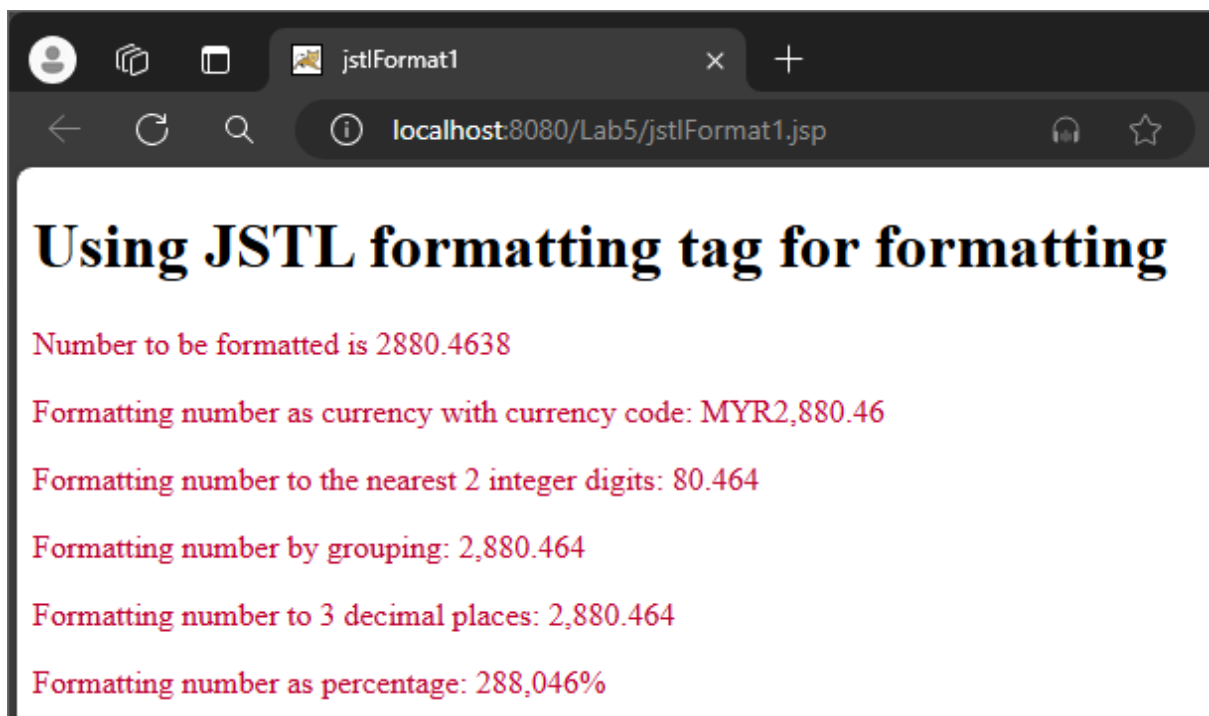 jstlFormat1
localhost:8080/Lab5/jstlFormat1.jsp
Using JSTL formatting tag for formatting
Number to be formatted is 2880.4638
Formatting number as currency with currency code: MYR2,880.46
Formatting number to the nearest 2 integer digits: 80.464
Formatting number by grouping: 2,880.464
Formatting number to 3 decimal places: 2,880.464
Formatting number as percentage: 288,046%